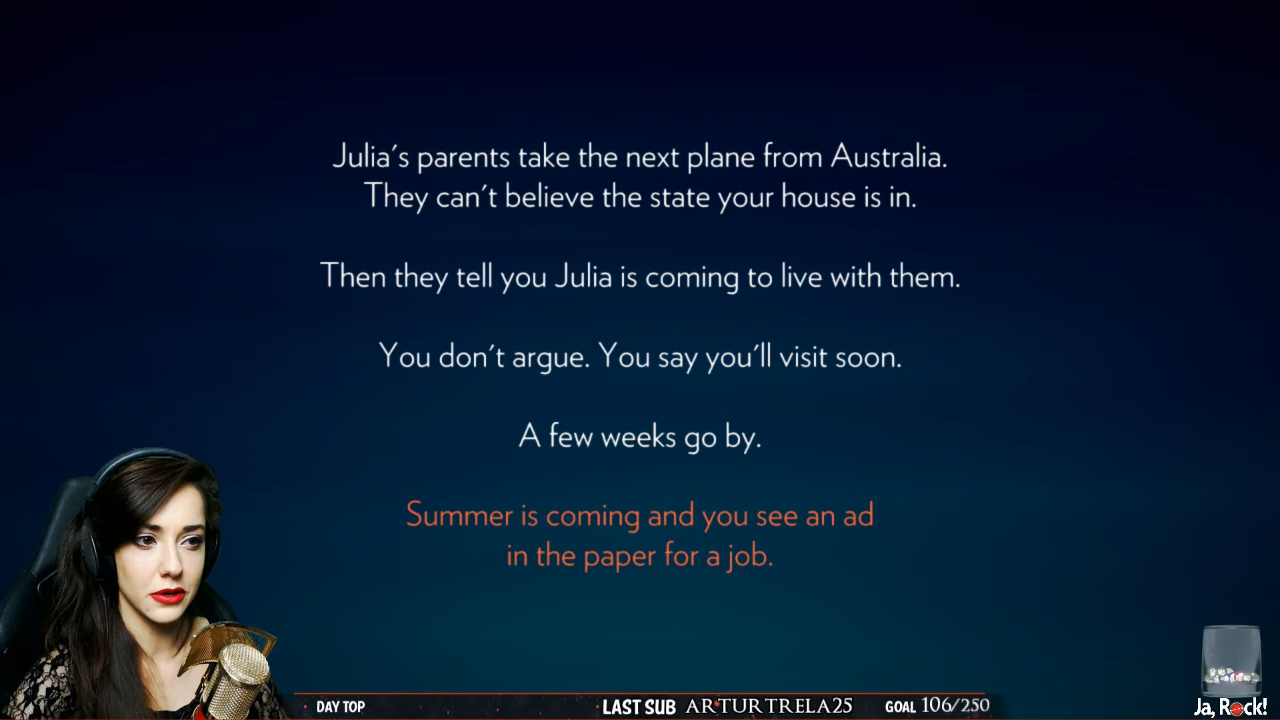 Julia's parents take the next plane from Australia.
They can't believe the state your house is in.
Then they tell you Julia is coming to live with them.
You don't argue. You say you'll visit soon.
A few weeks go by.
Summer is coming and you see an ad
in the paper for a job.
DAY TOP LAST SUB ARTURTRELA25 GOAL 106/250
Ja, Rock!